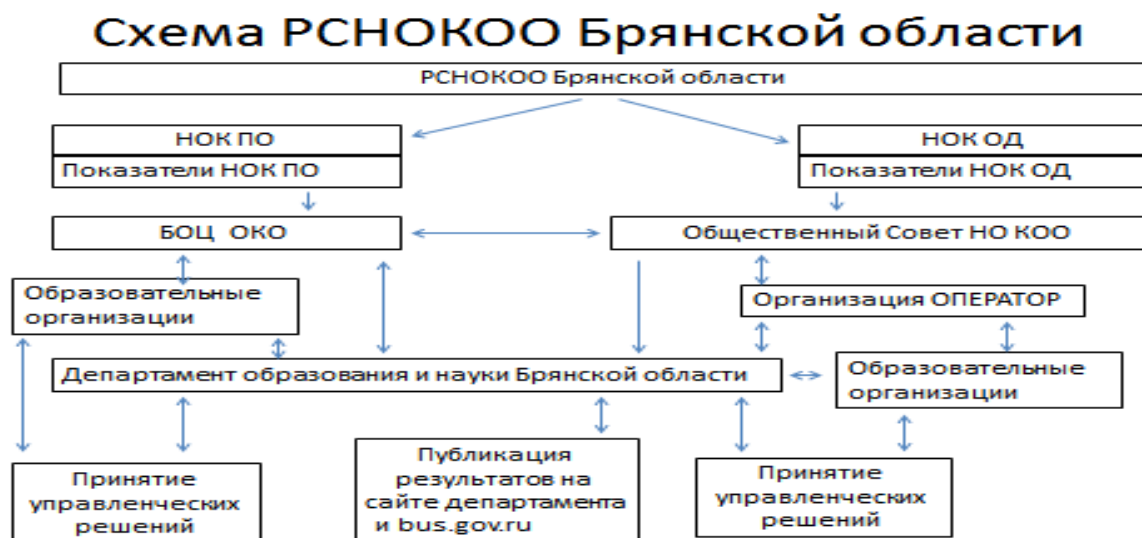 Схема РСНОКОО Брянской области
РСНОКОО Брянской области
НОК ПО
НОК ОД
Показатели НОК ПО
Показатели НОК ОД
БОЦ ОКО
Общественный Совет НО КОО
Образовательные
организации
Организация ОПЕРАТОР
Департамент образования и науки Брянской области
Образовательные
организации
Принятие
управленческих
решений
Публикация
результатов на
сайте департамента
и bus.gov.ru
Принятие
управленческих
решений